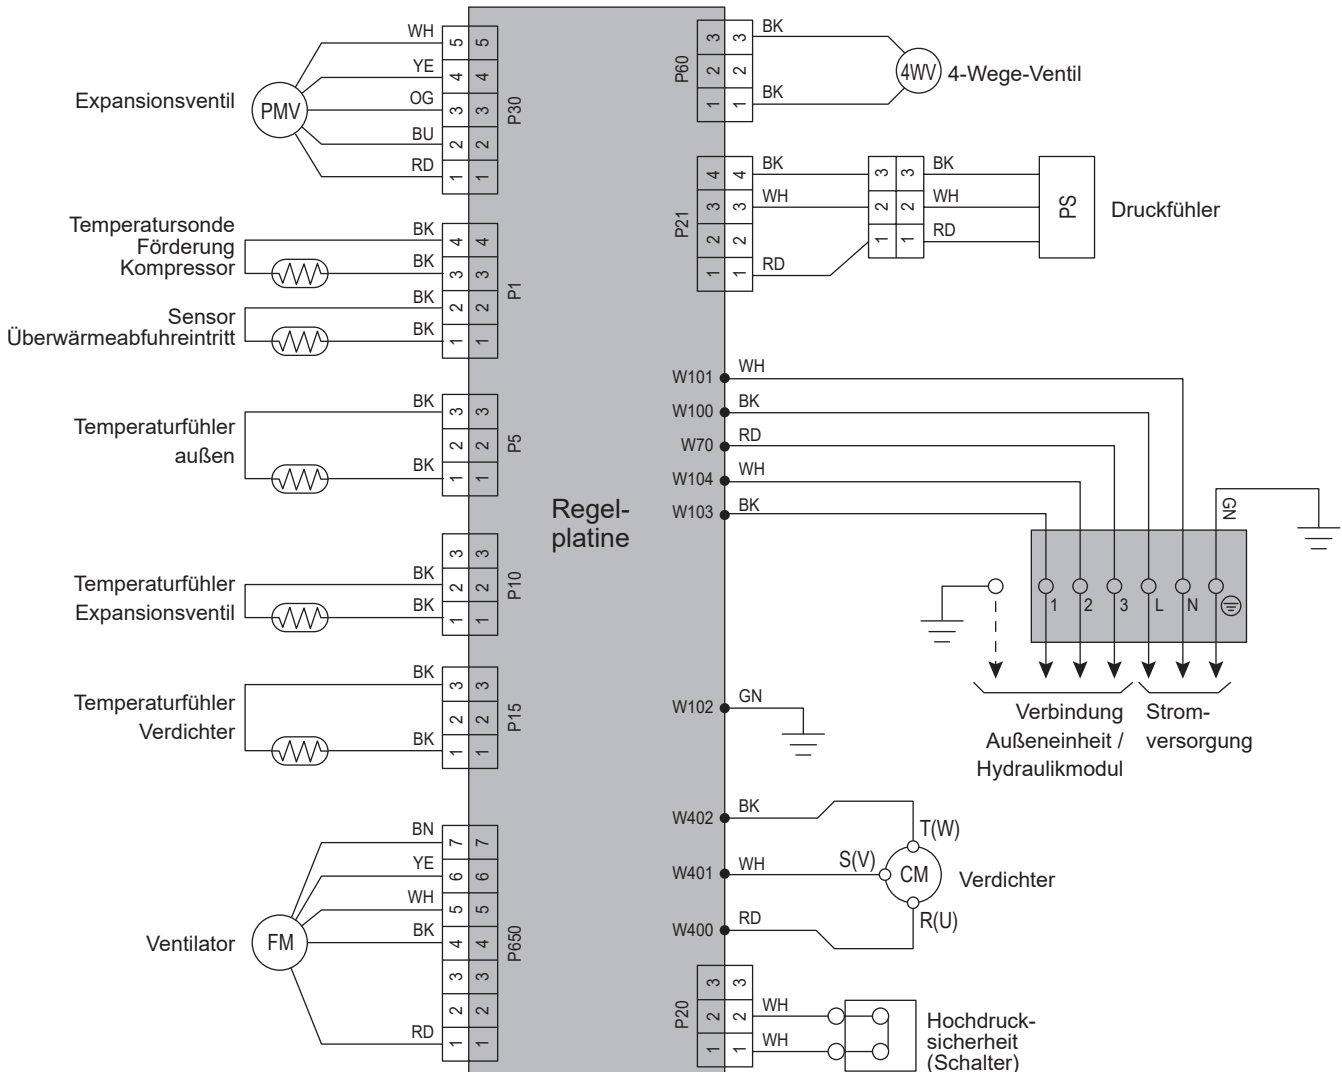 Expansionsventil
PMV
WH 5 5
YE 4 4
OG 3 3
BU 2 2
RD 1 1
P30
Temperatursonde
Förderung
Kompressor
Sensor
Überwärmeabfuhreintritt
BK 4 4
BK 3 3
BK 2 2
BK 1 1
P1
Temperaturfühler
außen
BK 3 3
2 2
BK 1 1
P5
Temperaturfühler
Expansionsventil
3 3
BK 2 2
BK 1 1
P10
Temperaturfühler
Verdichter
BK 3 3
2 2
BK 1 1
P15
Ventilator
FM
BN 7 7
YE 6 6
WH 5 5
BK 4 4
3 3
2 2
RD 1 1
P650
Regel-
platine
P60
3 3 BK
2 2
1 1 BK
4WV
4-Wege-Ventil
P21
4 4 BK 3 3 BK
3 3 WH 2 2 WH
2 2 1 1 RD
1 1 RD
PS
Druckfühler
W101 WH
W100 BK
W70 RD
W104 WH
W103 BK
GN
1 2 3 L N
Verbindung
Außeneinheit /
Hydraulikmodul
Strom-
versorgung
W102 GN
W402 BK
W401 WH
W400 RD
T(W)
S(V)
CM
R(U)
Verdichter
P20
3 3
2 2 WH
1 1 WH
Hochdruck-
sicherheit
(Schalter)